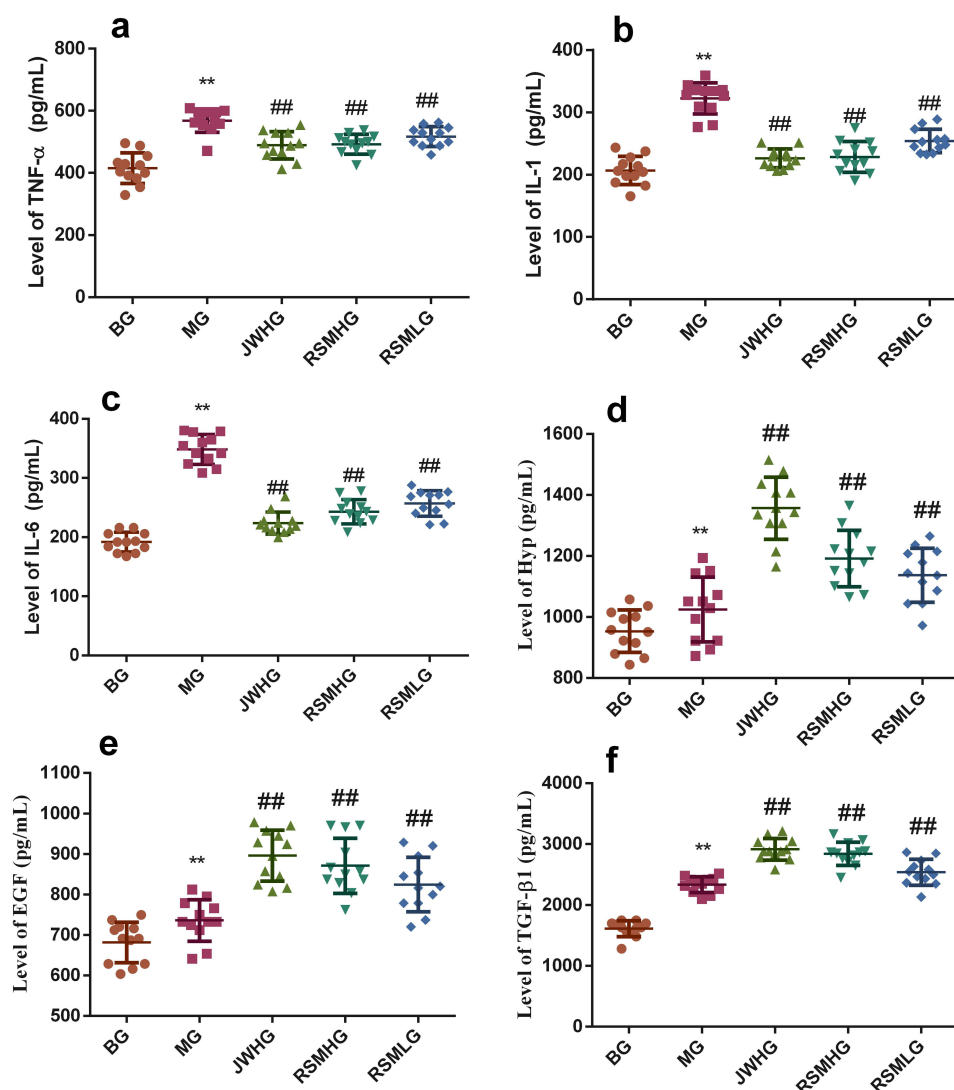 a
Level of TNF-α (pg/mL)
800
600
400
200
0
**
##
##
##
BG
MG
JWHG
RSMHG
RSMLG
b
Level of IL-1 (pg/mL)
400
300
200
100
0
**
##
##
##
BG
MG
JWHG
RSMHG
RSMLG
c
Level of IL-6 (pg/mL)
400
300
200
100
0
**
##
##
##
BG
MG
JWHG
RSMHG
RSMLG
d
Level of Hyp (pg/mL)
1600
1400
1200
1000
800
**
##
##
##
BG
MG
JWHG
RSMHG
RSMLG
e
Level of EGF (pg/mL)
1100
1000
900
800
700
600
500
**
##
##
##
BG
MG
JWHG
RSMHG
RSMLG
f
Level of TGF-β1 (pg/mL)
4000
3000
2000
1000
0
**
##
##
##
BG
MG
JWHG
RSMHG
RSMLG